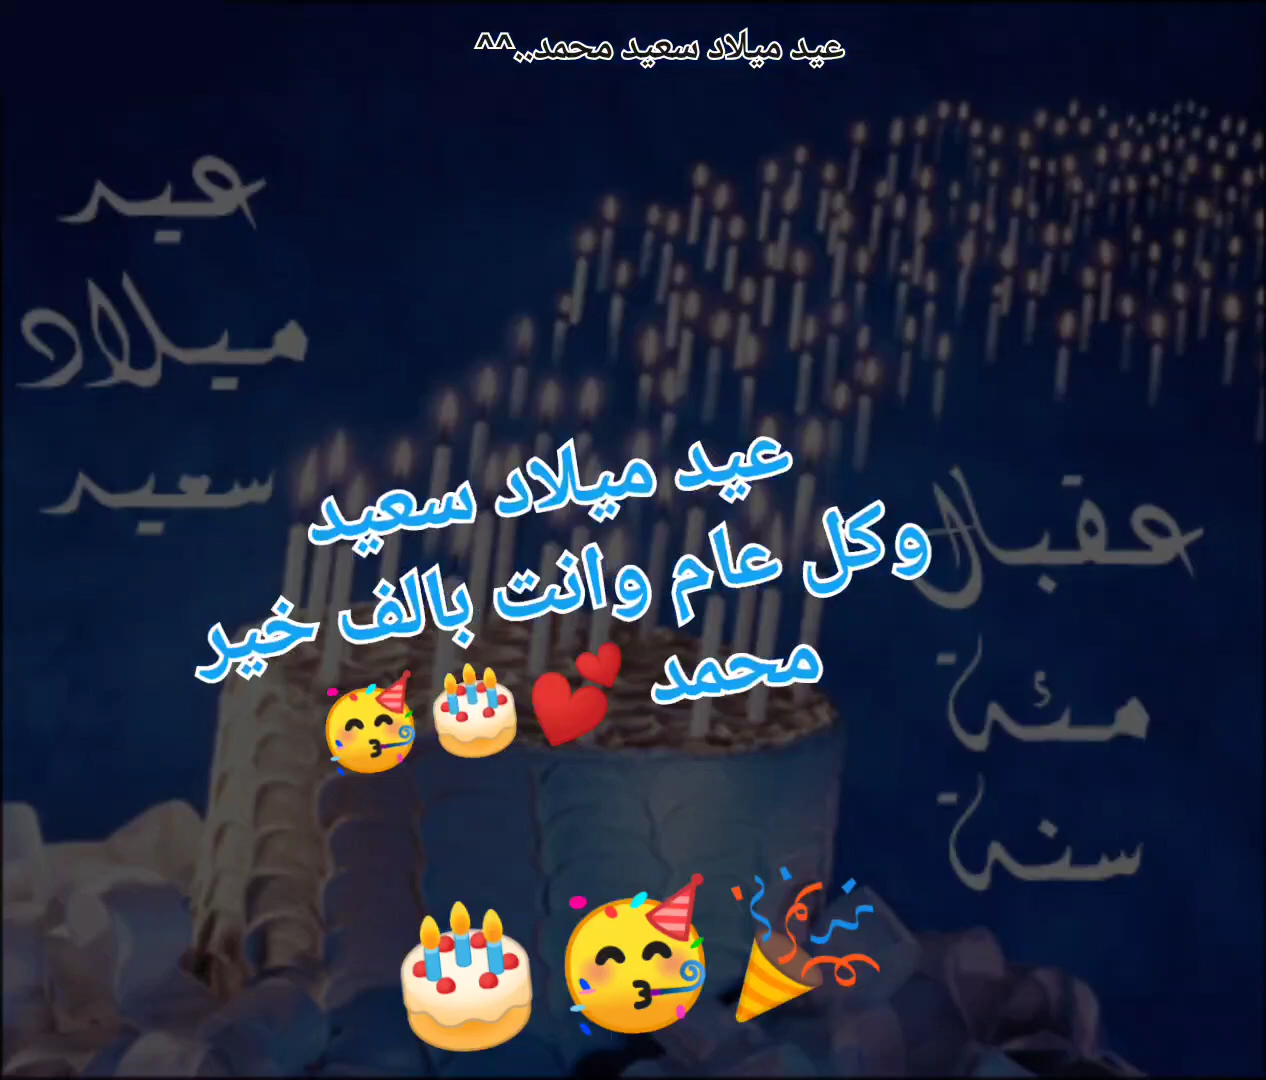 عيد ميلاد سعيد محمد..^^
عيد
ميلاد
سعيد
عيد ميلاد سعيد
وكل عام وانت بالف خير
محمد 💕🎂🥳
عقبال
مئة
سنة
🎂🥳🎉